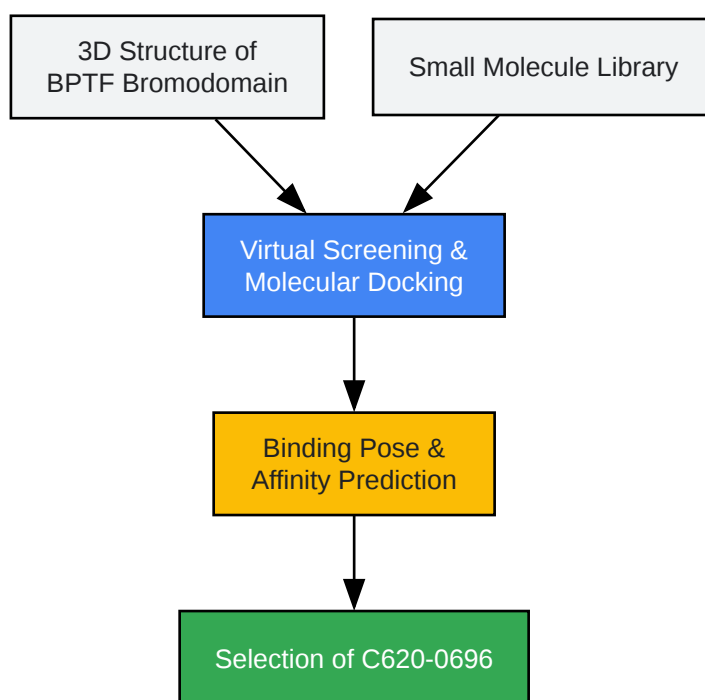 3D Structure of
BPTF Bromodomain
Small Molecule Library
Virtual Screening &
Molecular Docking
Binding Pose &
Affinity Prediction
Selection of C620-0696